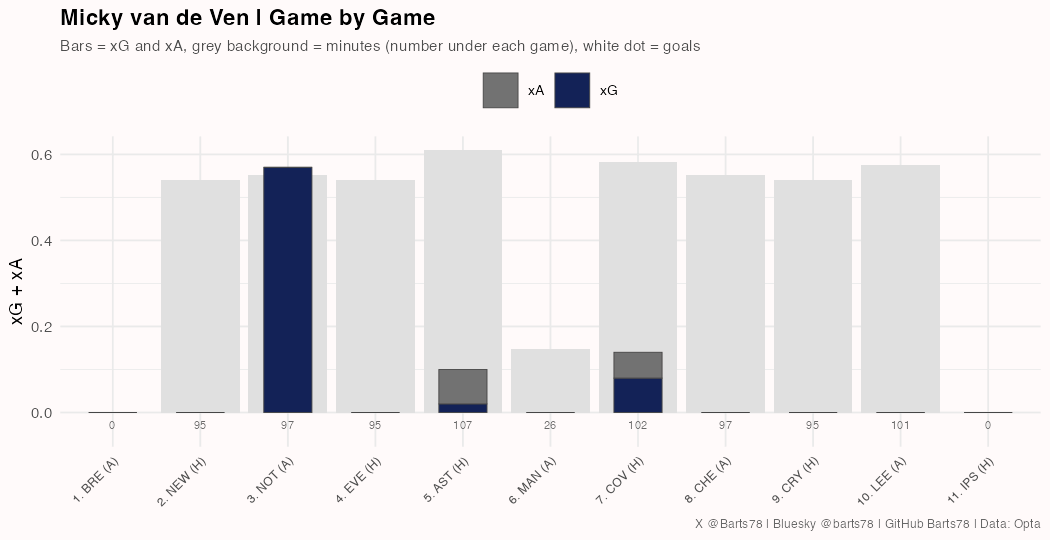 Micky van de Ven | Game by Game
Bars = xG and xA, grey background = minutes (number under each game), white dot = goals
xA xG
xG + xA
0.6
0.4
0.2
0.0
0 95 97 95 107 26 102 97 95 101 0
1. BRE (A) 2. NEW (H) 3. NOT (A) 4. EVE (H) 5. AST (H) 6. MAN (A) 7. COV (H) 8. CHE (A) 9. CRY (H) 10. LEE (A) 11. IPS (H)
X @Barts78 | Bluesky @barts78 | GitHub Barts78 | Data: Opta